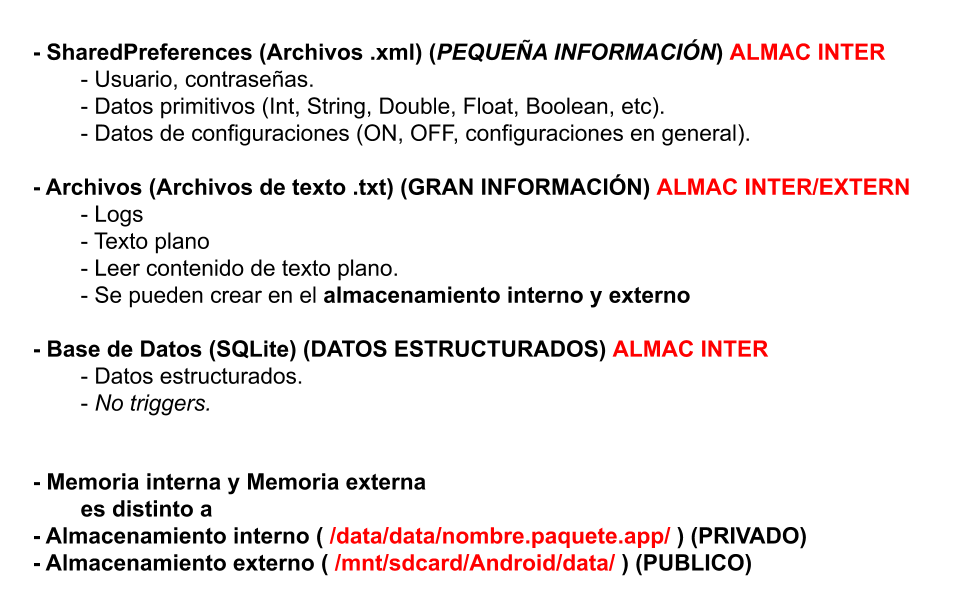 - SharedPreferences (Archivos .xml) (PEQUEÑA INFORMACIÓN) ALMAC INTER
- Usuario, contraseñas.
- Datos primitivos (Int, String, Double, Float, Boolean, etc).
- Datos de configuraciones (ON, OFF, configuraciones en general).
- Archivos (Archivos de texto .txt) (GRAN INFORMACIÓN) ALMAC INTER/EXTERN
- Logs
- Texto plano
- Leer contenido de texto plano.
- Se pueden crear en el almacenamiento interno y externo
- Base de Datos (SQLite) (DATOS ESTRUCTURADOS) ALMAC INTER
- Datos estructurados.
- No triggers.
- Memoria interna y Memoria externa
es distinto a
- Almacenamiento interno ( /data/data/nombre.paquete.app/ ) (PRIVADO)
- Almacenamiento externo ( /mnt/sdcard/Android/data/ ) (PUBLICO)